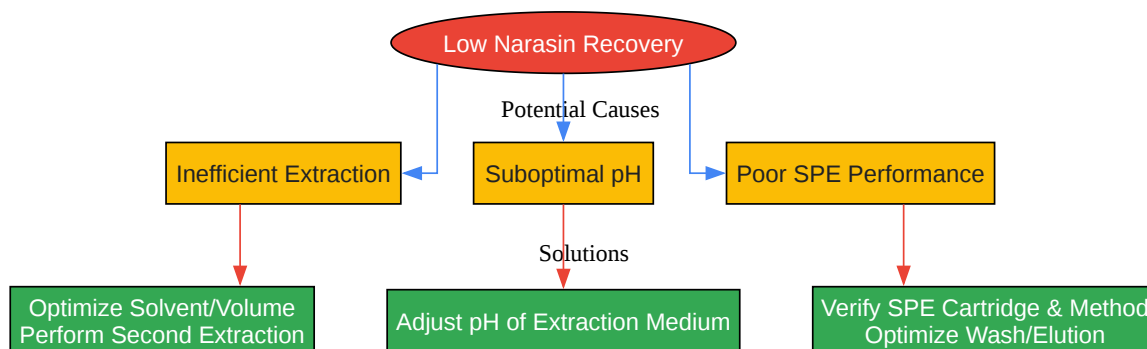 Low Narasin Recovery
Potential Causes
Inefficient Extraction
Suboptimal pH
Poor SPE Performance
Solutions
Optimize Solvent/Volume
Perform Second Extraction
Adjust pH of Extraction Medium
Verify SPE Cartridge & Method
Optimize Wash/Elution